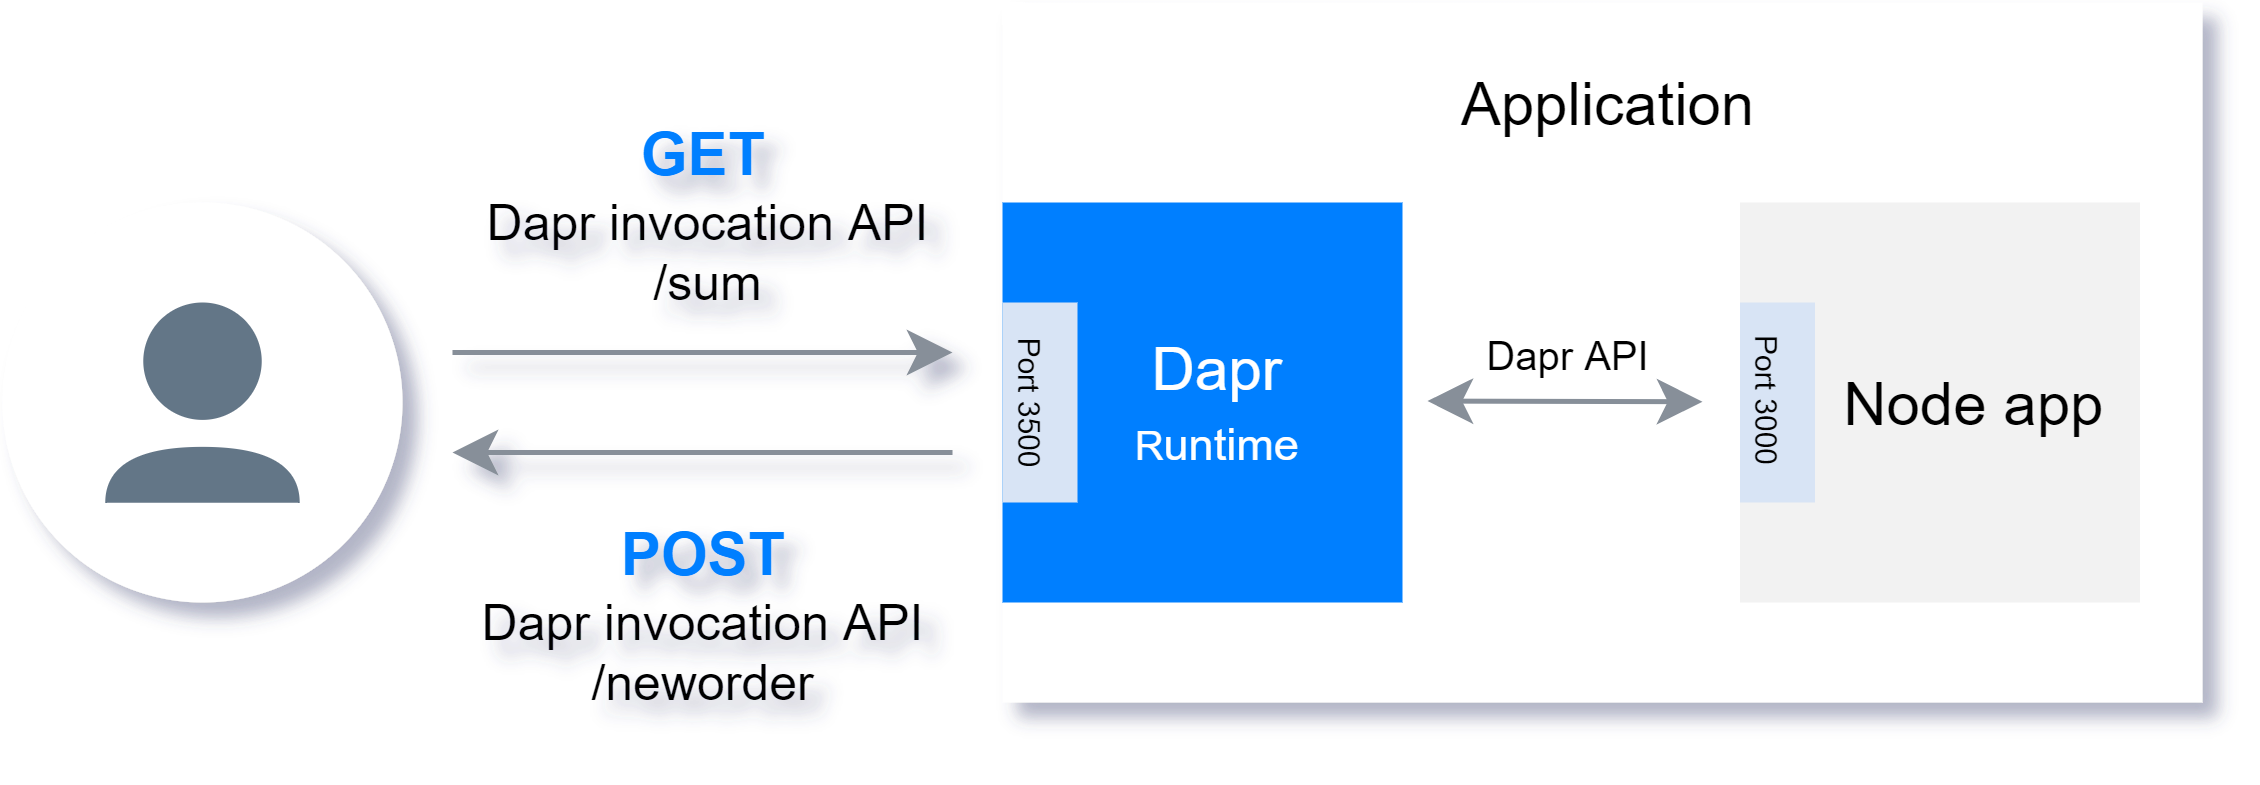 Application
GET
Dapr invocation API
/sum
Port 3500
Dapr
Runtime
Dapr API
Port 3000
Node app
POST
Dapr invocation API
/neworder